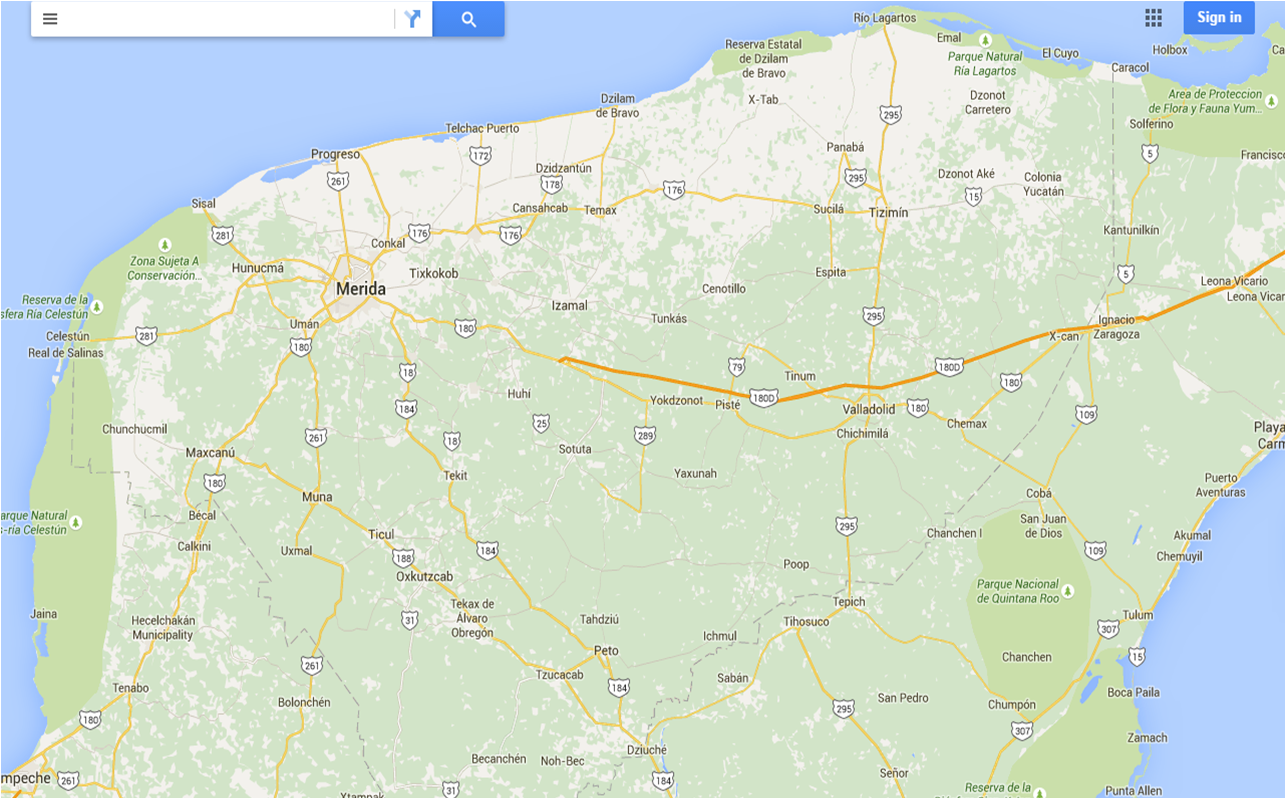 Sign in
Río Lagartos
Emal
Parque Natural
Ría Lagartos
El Cuyo
Holbox
Ca
Caracol
Reserva Estatal
de Dzilam
de Bravo
X-Tab
Dzonot
Carretero
Area de Proteccion
de Flora y Fauna Yum...
Solferino
Dzilam
de Bravo
295
Telchac Puerto
172
Progreso
261
Panabá
5
Francisco
Dzidzantún
178
295
Dzonot Aké
Colonia
Yucatán
176
15
Sisal
Cansahcab
Temax
Sucilá
Tizimín
281
176
176
Kantunilkín
Conkal
Zona Sujeta A
Conservación...
Hunucmá
Tixkokob
Espita
5
Leona Vicario
Leona Vicar
Merida
Cenotillo
Izamal
Reserva de la
sfera Ría Celestún
Tunkás
295
Ignacio
Zaragoza
Umán
180
281
Celestún
Real de Salinas
180
X-can
18
79
Tinum
180D
180
Huhí
Yokdzonot
Pisté
180D
184
Valladolid
180
109
Chunchucmil
261
18
25
289
Chichimilá
Chemax
Playa
Carm
Maxcanú
Sotuta
180
Tekit
Yaxunah
Puerto
Aventuras
Muna
Cobá
Bécal
295
San Juan
de Dios
arque Natural
-ría Celestún
Ticul
Chanchen I
Akumal
Calkini
Uxmal
188
184
109
Chemuyil
Oxkutzcab
Poop
Parque Nacional
de Quintana Roo
Jaina
Hecelchakán
Municipality
31
Tekax de
Álvaro
Obregón
Tahdziú
Tepich
Tihosuco
Tulum
307
Ichmul
Peto
261
Chanchen
15
Tzucacab
Sabán
Tenabo
184
Bolonchén
San Pedro
Boca Paila
Chumpón
180
295
307
Zamach
Dziuché
Becanchén
Noh-Bec
mpeche
261
184
Señor
31
Xtampak
Reserva de la
Punta Allen